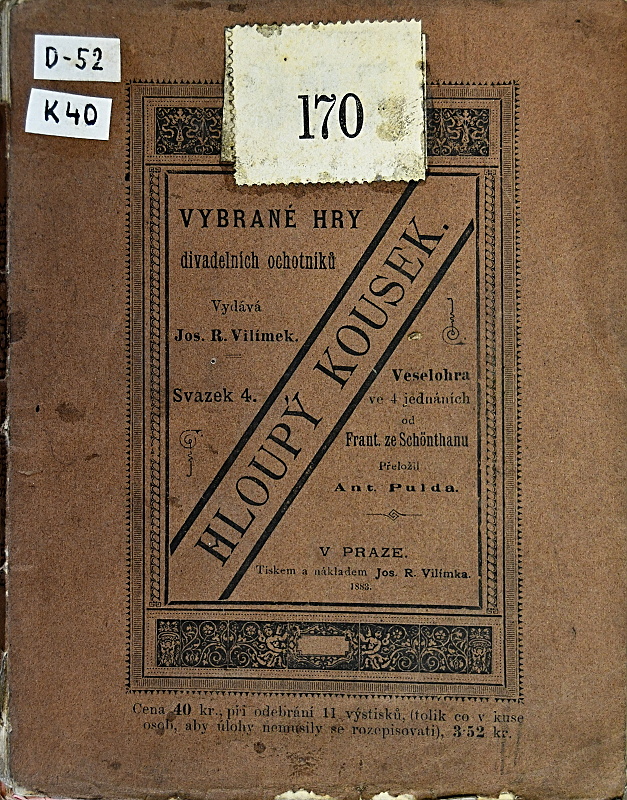 D-52
K40
170
VYBRANÉ HRY
divadelních ochotníků
Vydává
Jos. R. Vilímek.
Svazek 4.
HLOUPÝ KOUSEK.
Veselohra
ve 4 jednáních
od
Frant. ze Schönthanu
Přeložil
Ant. Pulda.
V PRAZE.
Tiskem a nákladem Jos. R. Vilímka.
1883.
Cena 40 kr., při odebrání 11 výstisků, (tolik co v kuse
osob, aby úlohy nemusily se rozepisovati), 3·52 kr.